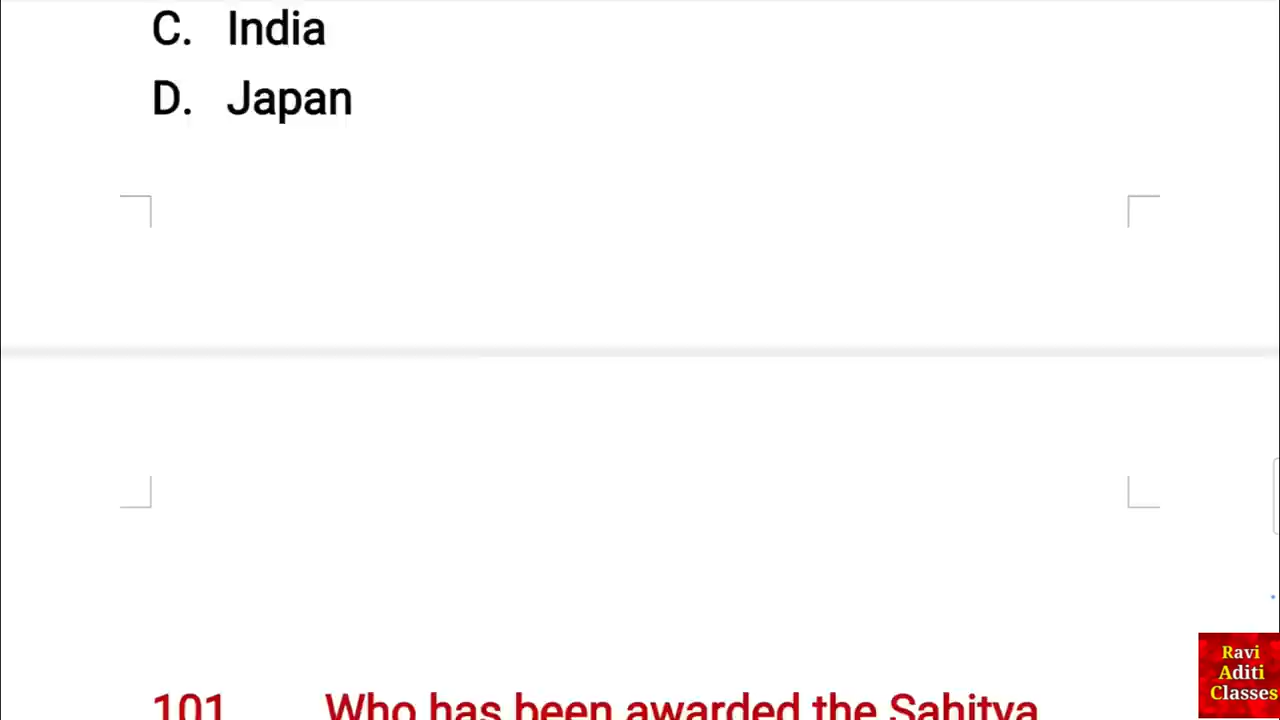 C. India
D. Japan
101 Who has been awarded the Sahitya
Ravi
Aditi
Classes